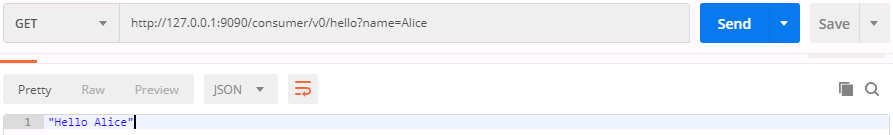 GET http://127.0.0.1:9090/consumer/v0/hello?name=Alice Send Save
Pretty Raw Preview JSON
1 "Hello Alice"